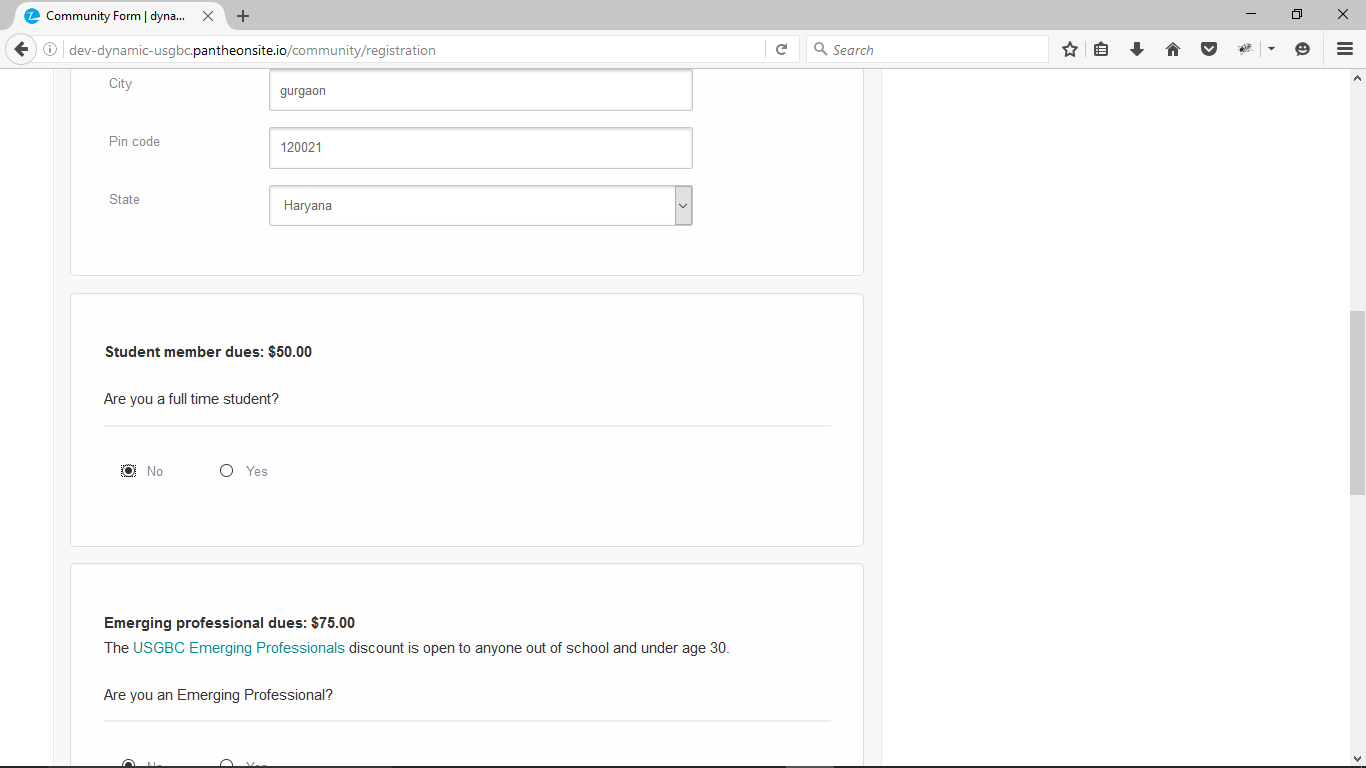 Community Form | dyna...
dev-dynamic-usgbc.pantheonsite.io/community/registration
Search
City
gurgaon
Pin code
120021
State
Haryana
Student member dues: $50.00
Are you a full time student?
No Yes
Emerging professional dues: $75.00
The USGBC Emerging Professionals discount is open to anyone out of school and under age 30.
Are you an Emerging Professional?
No Yes